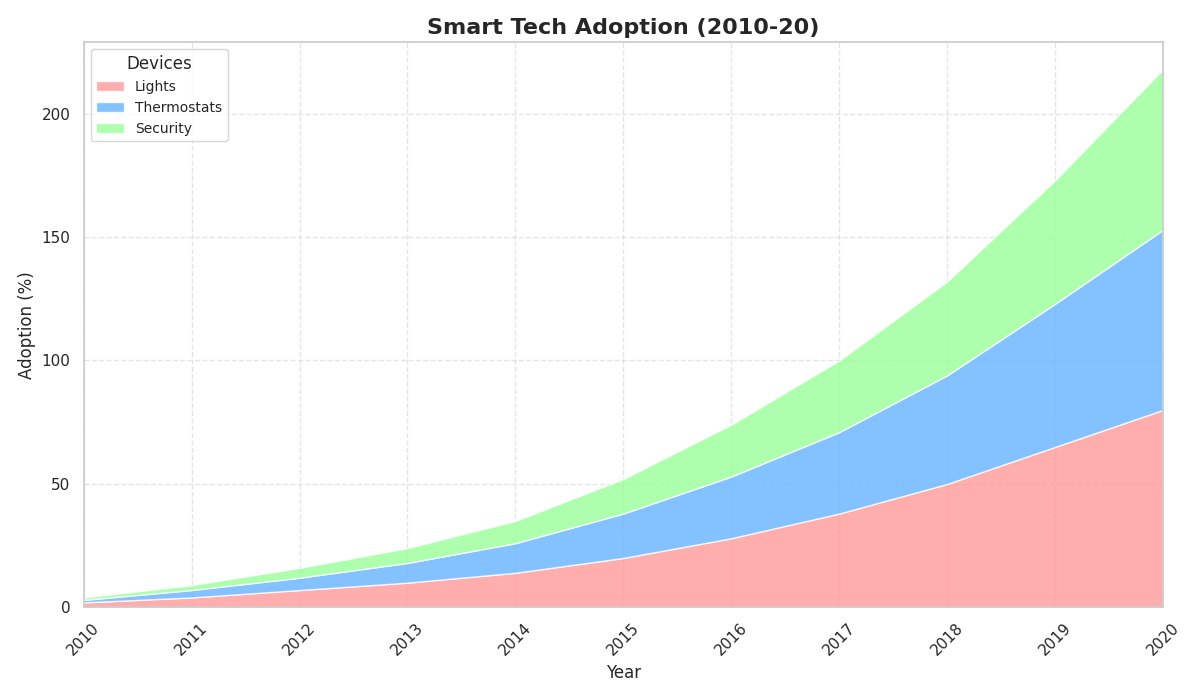 Smart Tech Adoption (2010-20)
Devices
Lights
Thermostats
Security
Adoption (%)
200
150
100
50
0
2010
2011
2012
2013
2014
2015
2016
2017
2018
2019
2020
Year